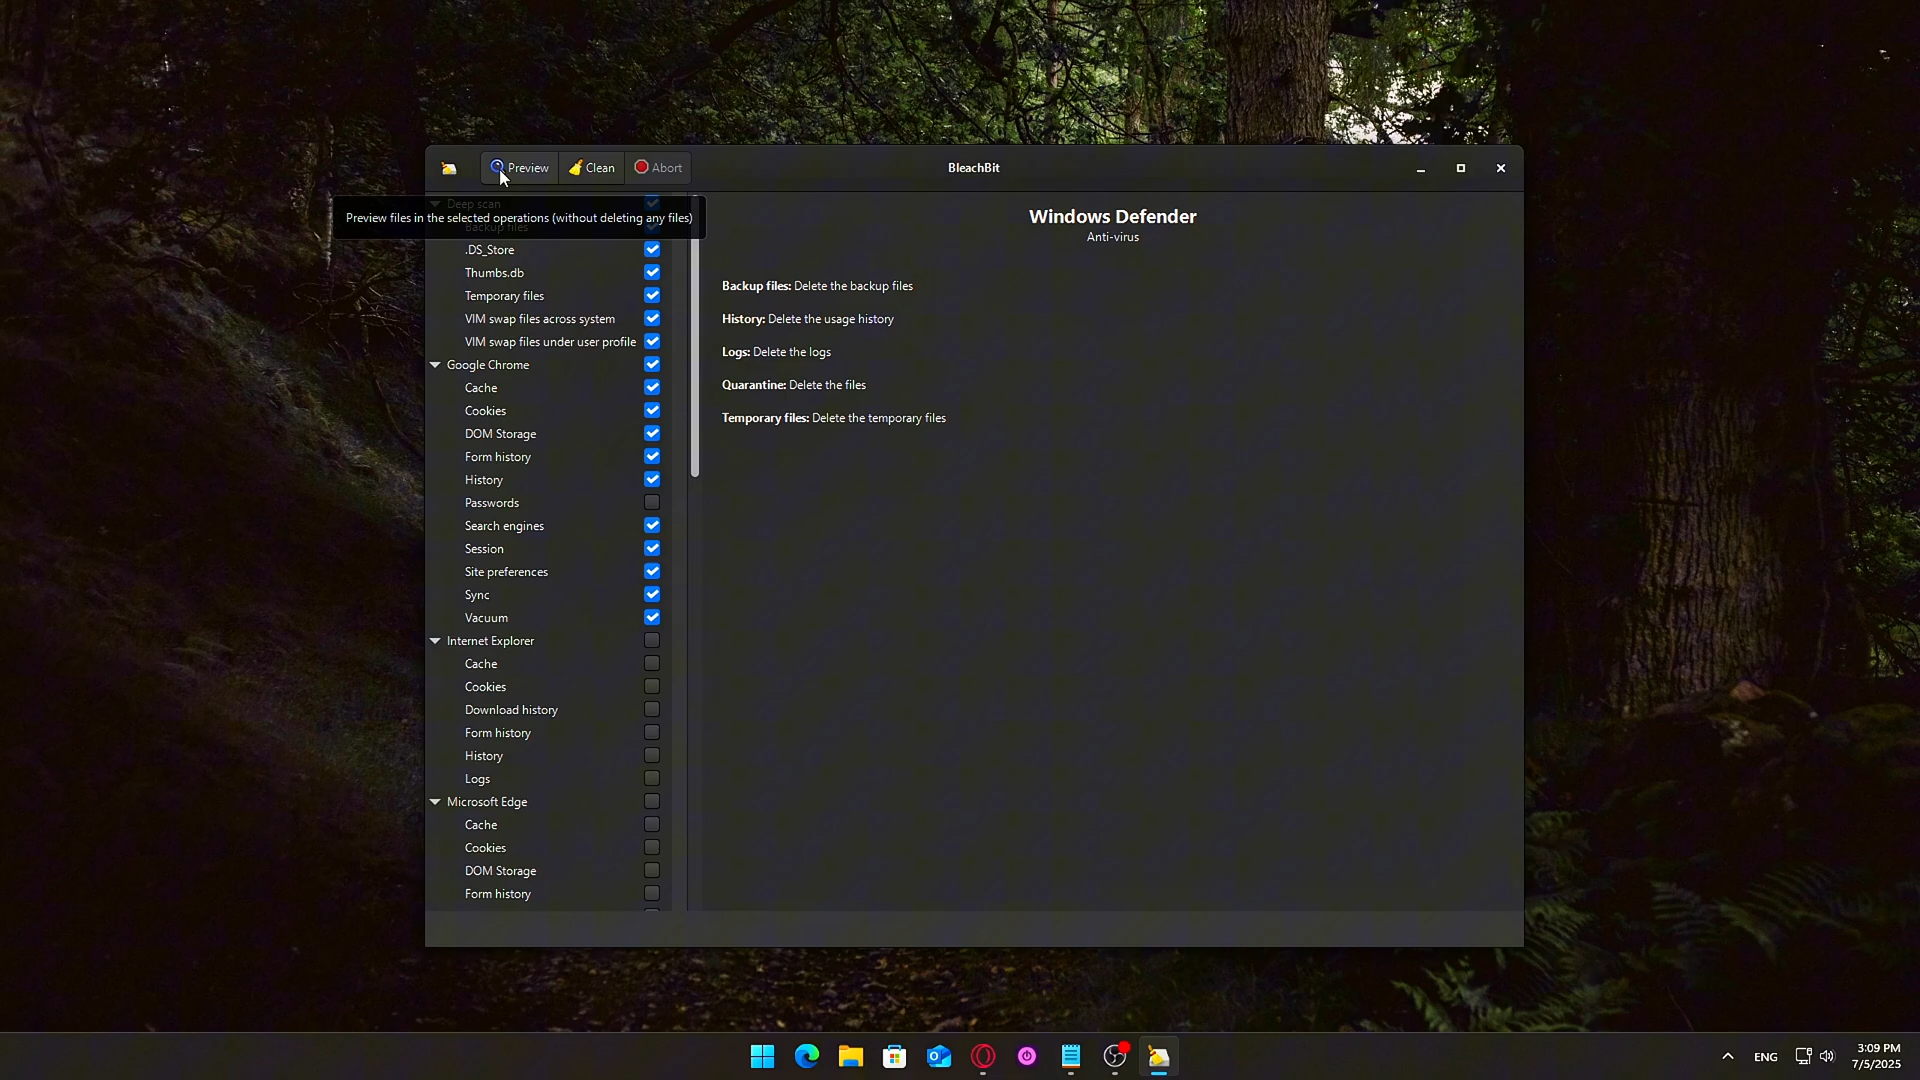 Preview
Clean
Abort
BleachBit
Deep scan
Preview files in the selected operations (without deleting any files)
Backup files
.DS_Store
Thumbs.db
Temporary files
VIM swap files across system
VIM swap files under user profile
Google Chrome
Cache
Cookies
DOM Storage
Form history
History
Passwords
Search engines
Session
Site preferences
Sync
Vacuum
Internet Explorer
Cache
Cookies
Download history
Form history
History
Logs
Microsoft Edge
Cache
Cookies
DOM Storage
Form history
Windows Defender
Anti-virus
Backup files: Delete the backup files
History: Delete the usage history
Logs: Delete the logs
Quarantine: Delete the files
Temporary files: Delete the temporary files
ENG
3:09 PM
7/5/2025